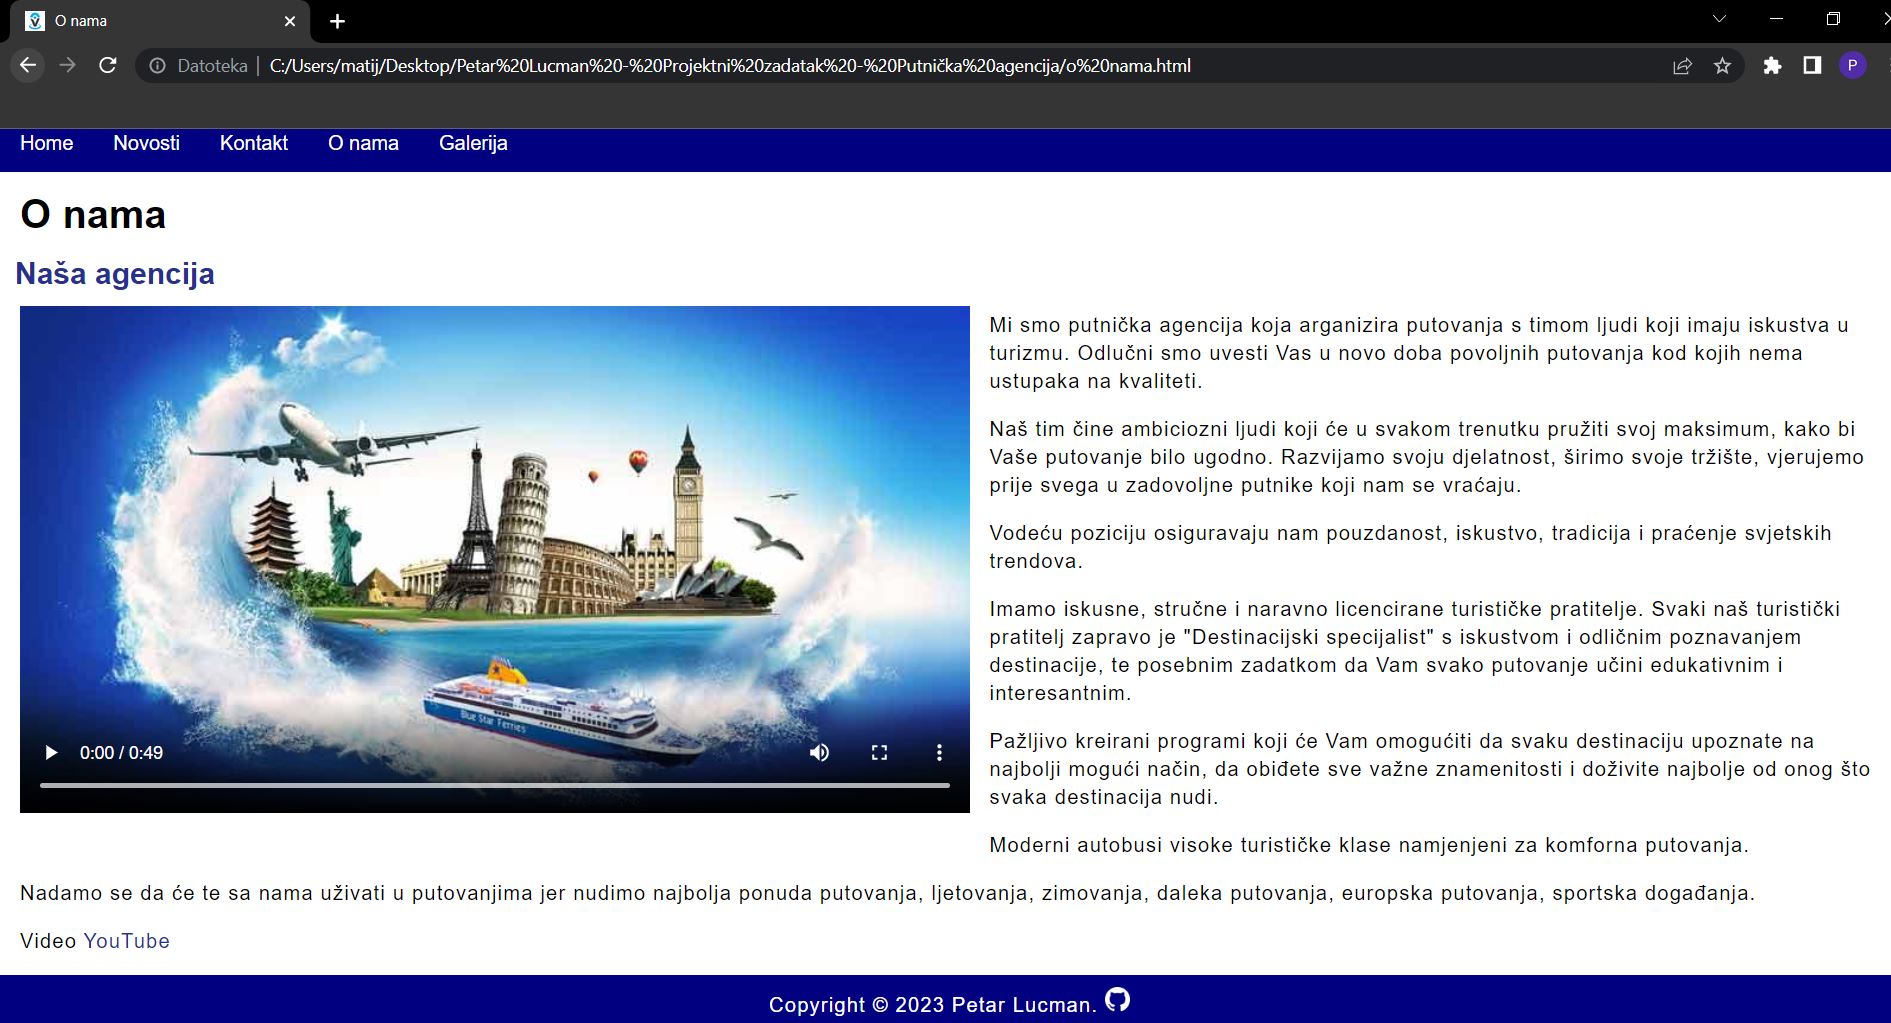 O nama
Datoteka C:/Users/matij/Desktop/Petar%20Lucman%20-%20Projektni%20zadatak%20-%20Putnička%20agencija/o%20nama.html
P
Home Novosti Kontakt O nama Galerija
O nama
Naša agencija
Blue Star Ferries
0:00 / 0:49
Mi smo putnička agencija koja arganizira putovanja s timom ljudi koji imaju iskustva u
turizmu. Odlučni smo uvesti Vas u novo doba povoljnih putovanja kod kojih nema
ustupaka na kvaliteti.
Naš tim čine ambiciozni ljudi koji će u svakom trenutku pružiti svoj maksimum, kako bi
Vaše putovanje bilo ugodno. Razvijamo svoju djelatnost, širimo svoje tržište, vjerujemo
prije svega u zadovoljne putnike koji nam se vraćaju.
Vodeću poziciju osiguravaju nam pouzdanost, iskustvo, tradicija i praćenje svjetskih
trendova.
Imamo iskusne, stručne i naravno licencirane turističke pratitelje. Svaki naš turistički
pratitelj zapravo je "Destinacijski specijalist" s iskustvom i odličnim poznavanjem
destinacije, te posebnim zadatkom da Vam svako putovanje učini edukativnim i
interesantnim.
Pažljivo kreirani programi koji će Vam omogućiti da svaku destinaciju upoznate na
najbolji mogući način, da obiđete sve važne znamenitosti i doživite najbolje od onog što
svaka destinacija nudi.
Moderni autobusi visoke turističke klase namjenjeni za komforna putovanja.
Nadamo se da će te sa nama uživati u putovanjima jer nudimo najbolja ponuda putovanja, ljetovanja, zimovanja, daleka putovanja, europska putovanja, sportska događanja.
Video YouTube
Copyright © 2023 Petar Lucman.